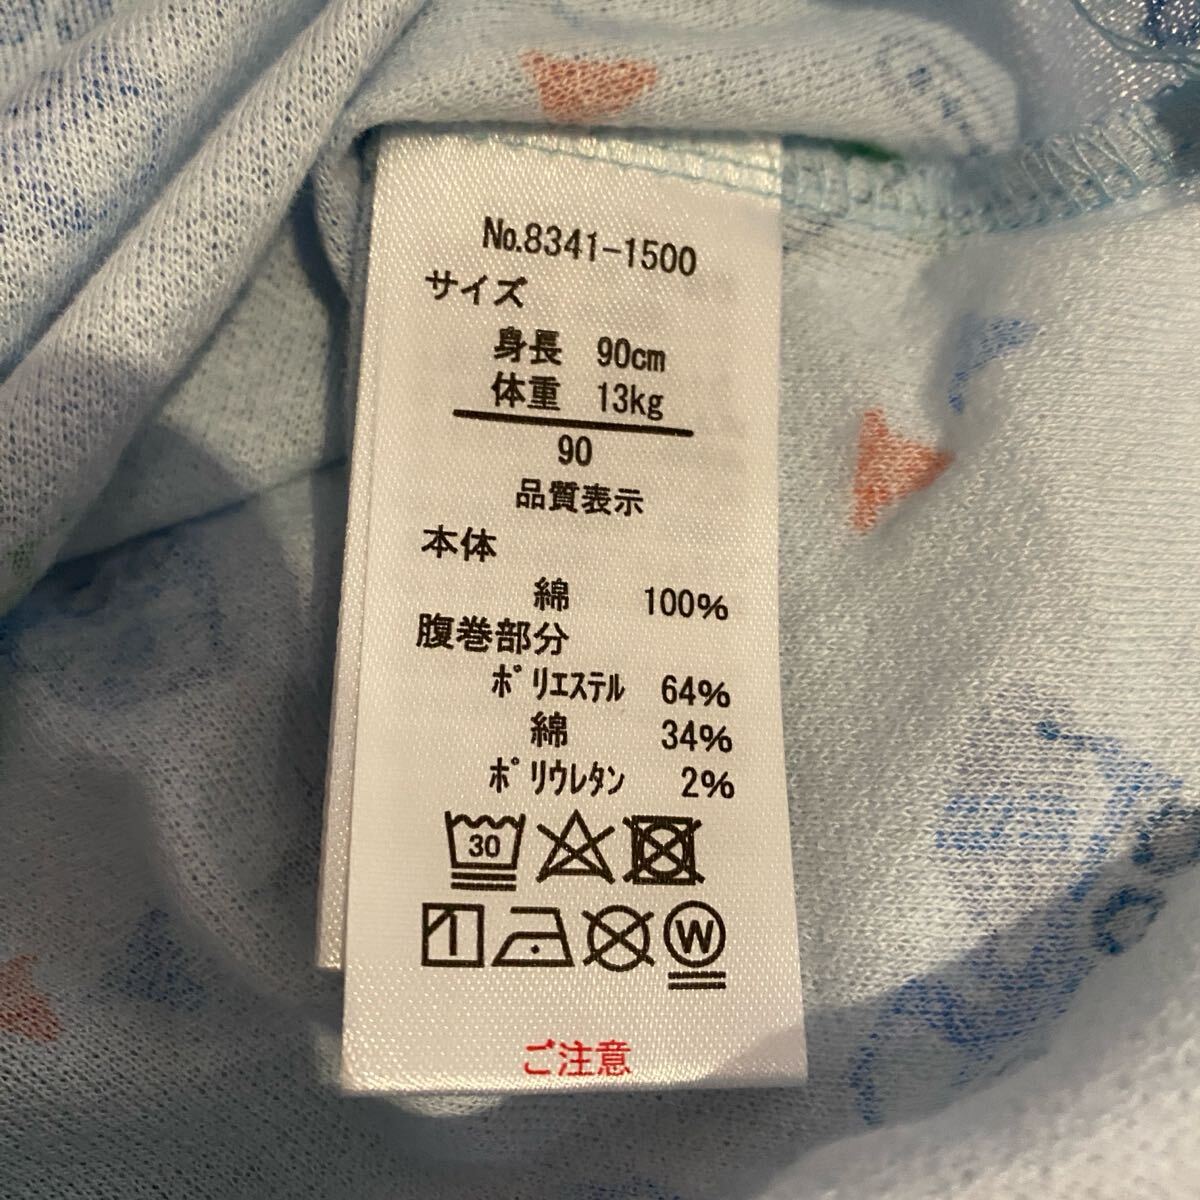 №.8341-1500
サイズ
身長 90cm
体重 13kg
90
品質表示
本体
綿 100%
腹巻部分
ﾎﾟﾘｴｽﾃﾙ 64%
綿 34%
ﾎﾟﾘｳﾚﾀﾝ 2%
30
W
ご注意